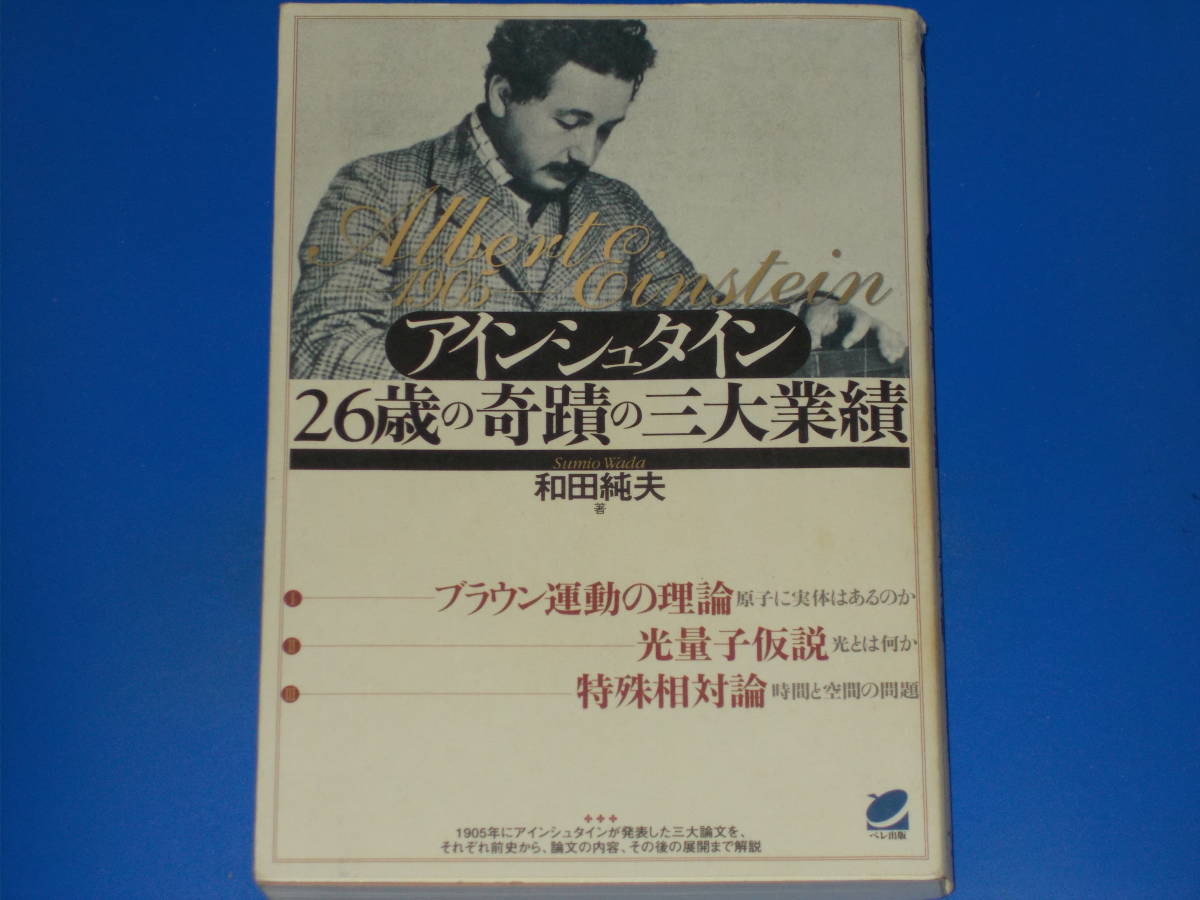 Albert Einstein
1905
アインシュタイン
26歳の奇蹟の三大業績
Sumio Wada
和田純夫
著
I ブラウン運動の理論 原子に実体はあるのか
II 光量子仮説 光とは何か
III 特殊相対論 時間と空間の問題
1905年にアインシュタインが発表した三大論文を、
それぞれ前史から、論文の内容、その後の展開まで解説
ベレ出版